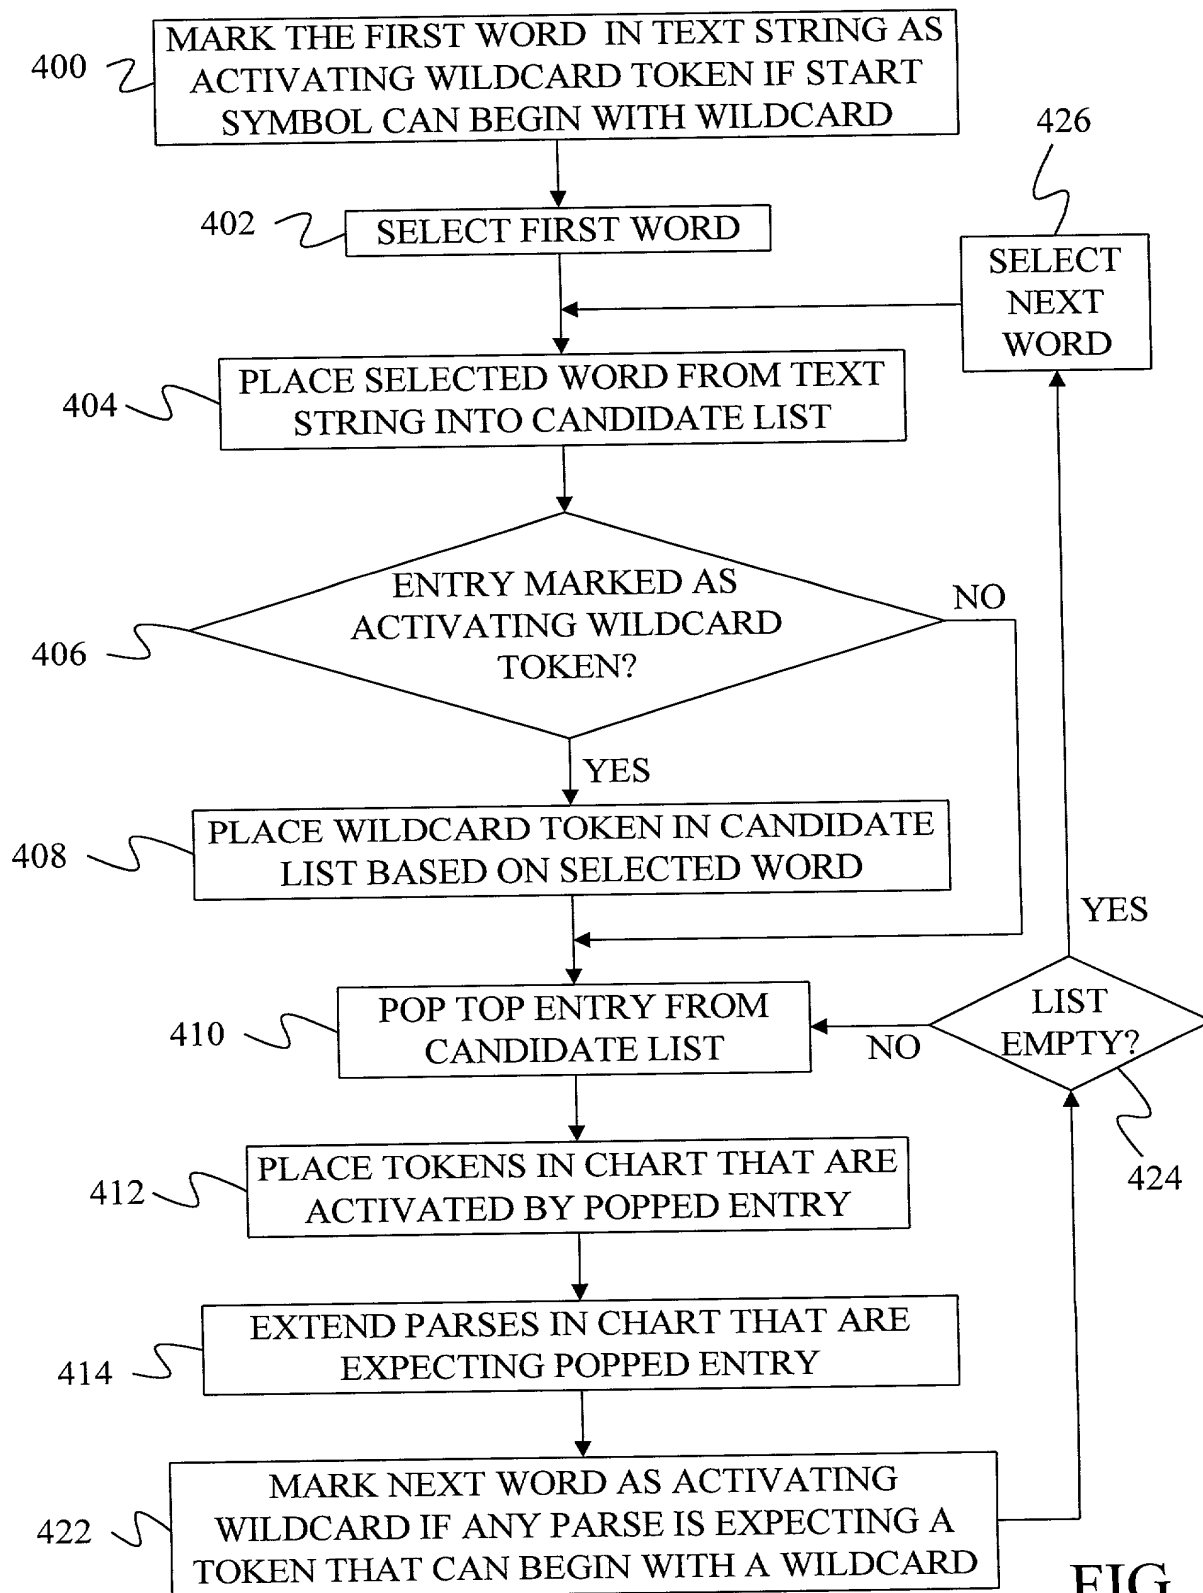 MARK THE FIRST WORD IN TEXT STRING AS
400
ACTIVATING WILDCARD TOKEN IF START
SYMBOL CAN BEGIN WITH WILDCARD
426
402
SELECT FIRST WORD
SELECT
NEXT
WORD
PLACE SELECTED WORD FROM TEXT
404
STRING INTO CANDIDATE LIST
ENTRY MARKED AS
NO
ACTIVATING WILDCARD
406
TOKEN?
YES
PLACE WILDCARD TOKEN IN CANDIDATE
408
LIST BASED ON SELECTED WORD
YES
POP TOP ENTRY FROM
LIST
410
CANDIDATE LIST
NO
EMPTY?
PLACE TOKENS IN CHART THAT ARE
412
424
ACTIVATED BY POPPED ENTRY
EXTEND PARSES IN CHART THAT ARE
414
EXPECTING POPPED ENTRY
MARK NEXT WORD AS ACTIVATING
422
WILDCARD IF ANY PARSE IS EXPECTING A
TOKEN THAT CAN BEGIN WITH A WILDCARD
FIG